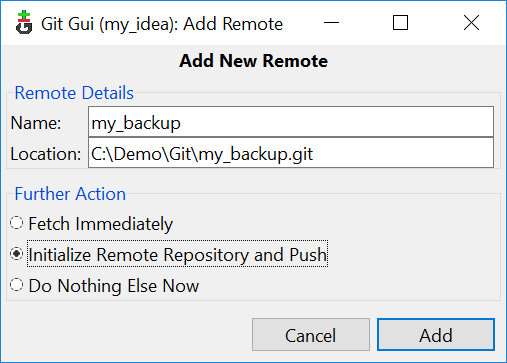 Git Gui (my_idea): Add Remote
Add New Remote
Remote Details
Name: my_backup
Location: C:\Demo\Git\my_backup.git
Further Action
Fetch Immediately
Initialize Remote Repository and Push
Do Nothing Else Now
Cancel Add